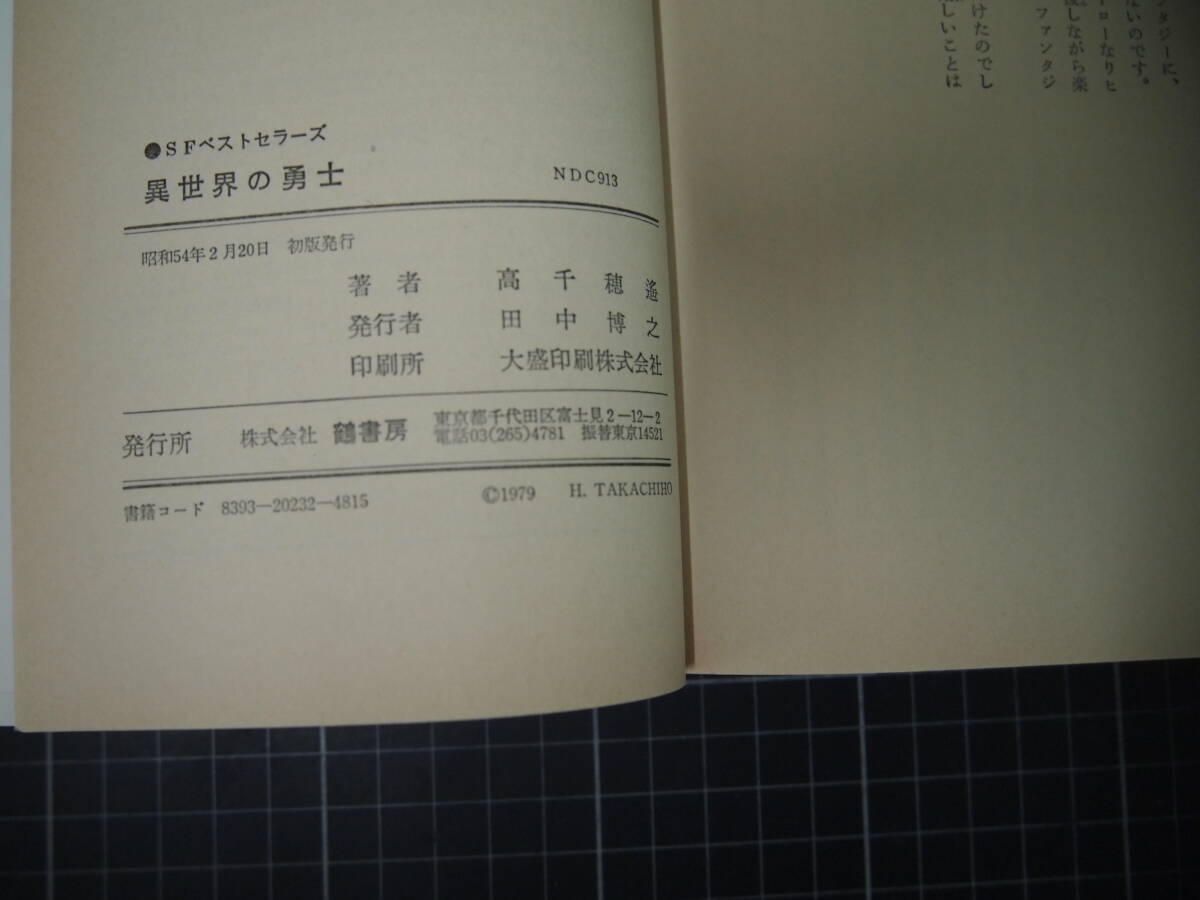 ●SFベストセラーズ
異世界の勇士
NDC913
昭和54年2月20日 初版発行
著者 高千穂遙
発行者 田中博之
印刷所 大盛印刷株式会社
発行所 株式会社 鶴書房
東京都千代田区富士見2-12-2
電話03(265)4781 振替東京14521
書籍コード 8393-20232-4815
©1979 H. TAKACHIHO
タジーに、
ないのです。
ローなりヒ
しながら楽
ファンタジ
けたのでし
しいことは